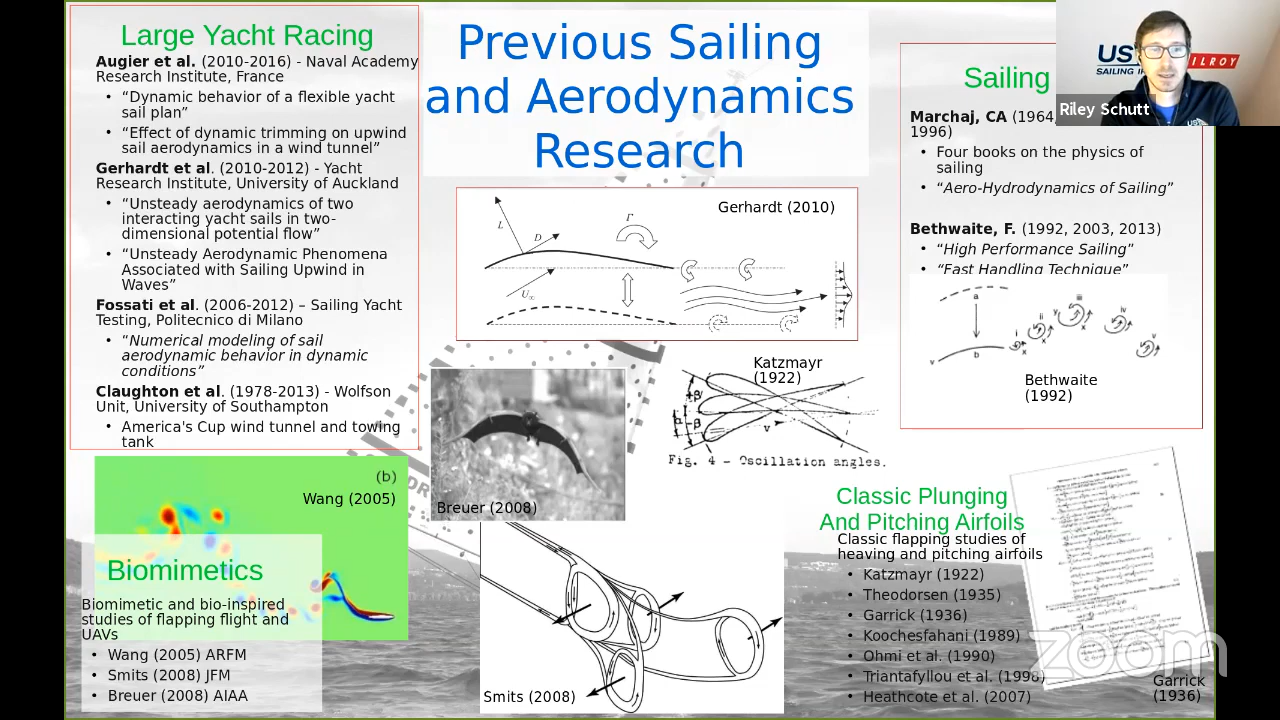 Large Yacht Racing
Augier et al. (2010-2016) - Naval Academy
Research Institute, France
• “Dynamic behavior of a flexible yacht
sail plan”
• “Effect of dynamic trimming on upwind
sail aerodynamics in a wind tunnel”
Gerhardt et al. (2010-2012) - Yacht
Research Institute, University of Auckland
• “Unsteady aerodynamics of two
interacting yacht sails in two-
dimensional potential flow”
• “Unsteady Aerodynamic Phenomena
Associated with Sailing Upwind in
Waves”
Fossati et al. (2006-2012) – Sailing Yacht
Testing, Politecnico di Milano
• “Numerical modeling of sail
aerodynamic behavior in dynamic
conditions”
Claughton et al. (1978-2013) - Wolfson
Unit, University of Southampton
• America's Cup wind tunnel and towing
tank
Previous Sailing
and Aerodynamics
Research
Gerhardt (2010)
L
D
Γ
U∞
Sailing
Marchaj, CA (1964,
1996)
• Four books on the physics of
sailing
• “Aero-Hydrodynamics of Sailing”
Bethwaite, F. (1992, 2003, 2013)
• “High Performance Sailing”
• “Fast Handling Technique”
a
b
v
i
ii
iii
iv
v
Bethwaite
(1992)
US
SAILING
ILROY
Riley Schutt
Katzmayr
(1922)
+β
α
-β
v
Fig. 4 - Oscillation angles.
Breuer (2008)
(b)
Wang (2005)
Biomimetics
Biomimetic and bio-inspired
studies of flapping flight and
UAVs
• Wang (2005) ARFM
• Smits (2008) JFM
• Breuer (2008) AIAA
Smits (2008)
Classic Plunging
And Pitching Airfoils
Classic flapping studies of
heaving and pitching airfoils
• Katzmayr (1922)
• Theodorsen (1935)
• Garrick (1936)
• Koochesfahani (1989)
• Ohmi et al. (1990)
• Triantafyllou et al. (1998)
• Heathcote et al. (2007)
Garrick
(1936)
zoom